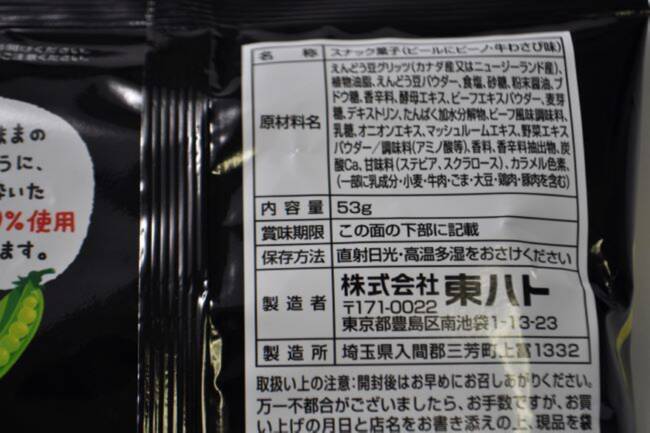 ご注意ください。
ままの
うに、
砕いた
%使用
ます。
名 称 スナック菓子(ビールにビーノ・牛わさび味)
原材料名 えんどう豆グリッツ(カナダ産又はニュージーランド産)、
植物油脂、えんどう豆パウダー、食塩、砂糖、粉末醤油、ブ
ドウ糖、香辛料、酵母エキス、ビーフエキスパウダー、麦芽
糖、デキストリン、たんぱく加水分解物、ビーフ風味調味料、
乳糖、オニオンエキス、マッシュルームエキス、野菜エキス
パウダー/調味料(アミノ酸等)、香料、香辛料抽出物、炭
酸Ca、甘味料(ステビア、スクラロース)、カラメル色素、
(一部に乳成分・小麦・牛肉・ごま・大豆・鶏肉・豚肉を含む)
内容量 53g
賞味期限 この面の下部に記載
保存方法 直射日光・高温多湿をおさけください
製造者 株式会社 東ハト
〒171-0022
東京都豊島区南池袋1-13-23
製造所 埼玉県入間郡三芳町上富1332
取扱い上の注意:開封後はお早めにお召しあがりください。
万一不都合がございましたら、お手数ですが、お買
い上げの月日と店名をお書き添えの上、現品を袋